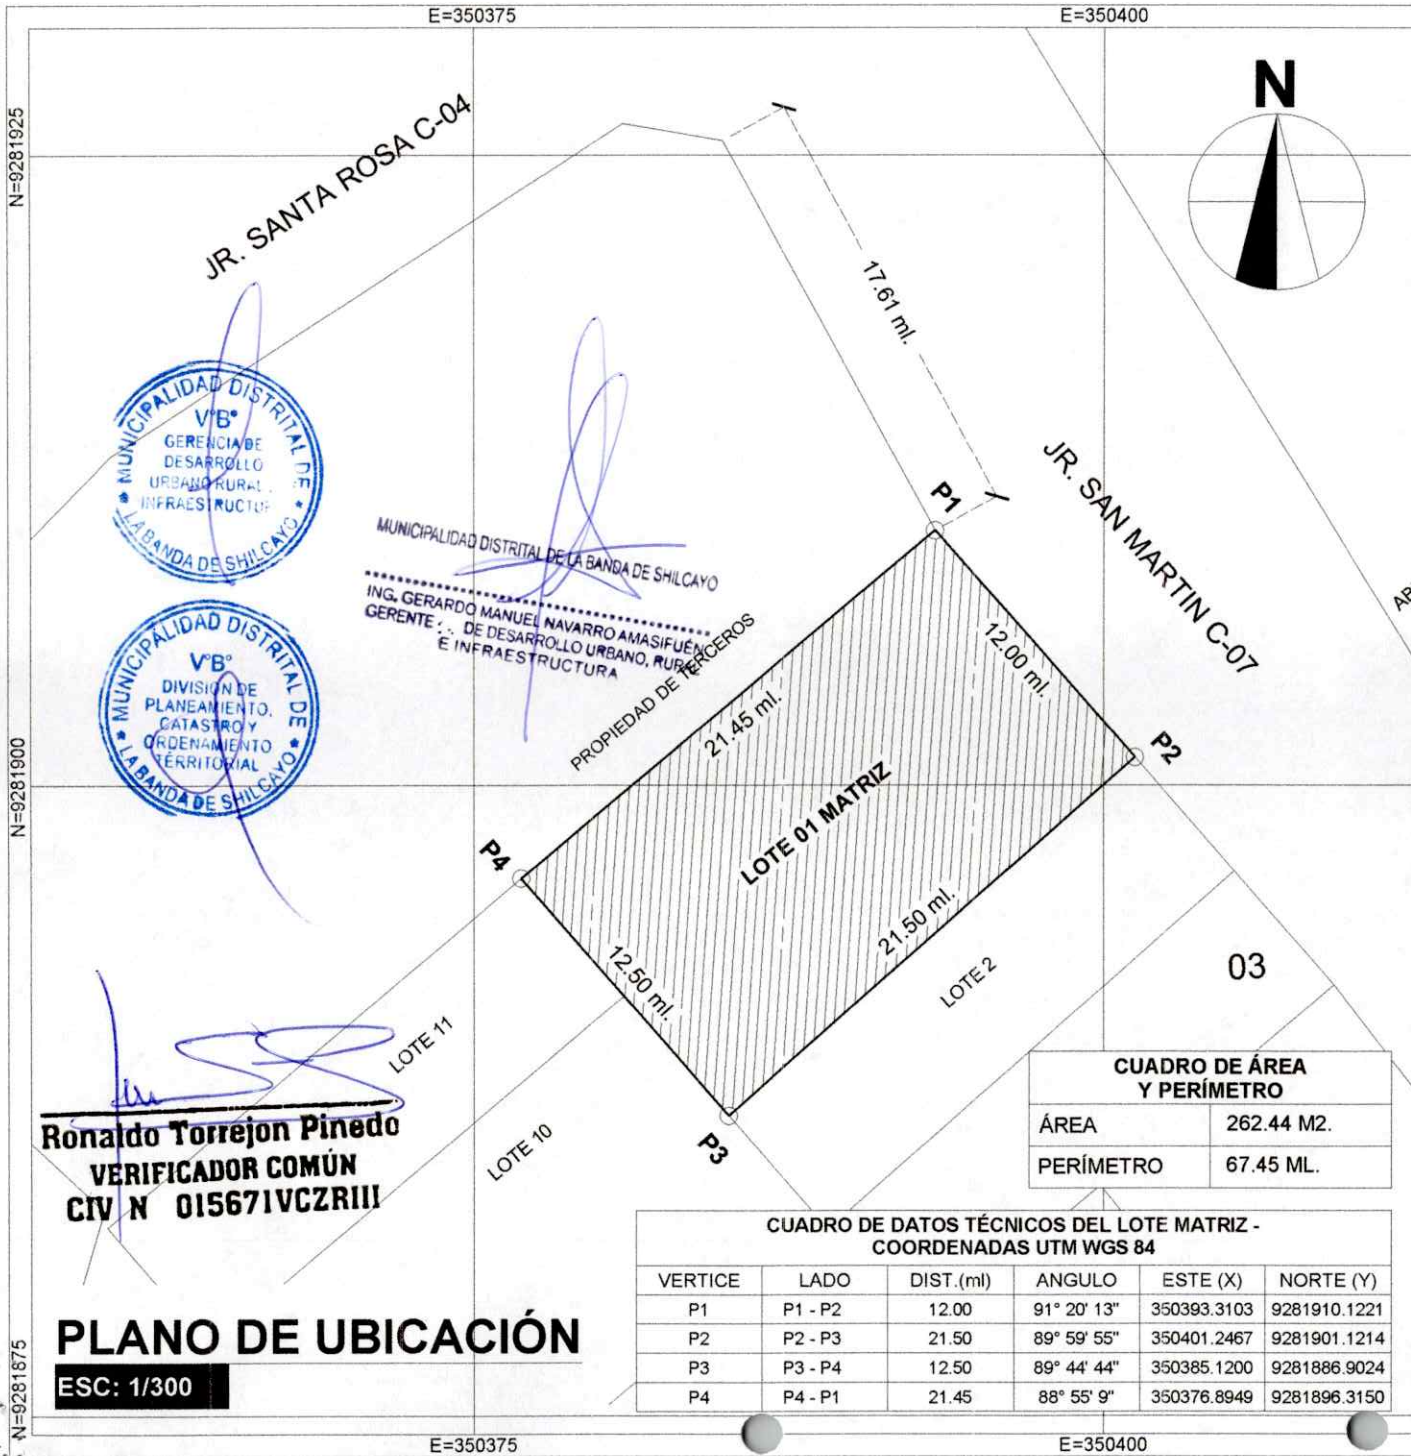 E=350375
E=350400
N=9281925
N
JR. SANTA ROSA C-04
17.61 ml.
MUNICIPALIDAD DISTRITAL DE
V°B°
GERENCIA DE
DESARROLLO
URBANO RURAL
LA BANDA DE SHILCAYO
P1
JR. SAN MARTIN C-07
MUNICIPALIDAD DISTRITAL DE LA BANDA DE SHILCAYO
ING. GERARDO MANUEL NAVARRO AMASIFUÉN
GERENTE DE DESARROLLO URBANO,
E INFRAESTRUCTURA
PROPIEDAD DE TERCEROS
12.00 ml.
21.45 ml.
MUNICIPALIDAD DISTRITAL DE
V°B°
DIVISIÓN DE
PLANEAMIENTO,
CATASTRO Y
ORDENAMIENTO
TERRITORIAL
LA BANDA DE SHILCAYO
N=9281900
P2
LOTE 01 MATRIZ
P4
21.50 ml.
12.50 ml.
LOTE 2
03
LOTE 11
LOTE 10
P3
Ronaldo Torrejon Pinedo
VERIFICADOR COMÚN
CIV N 015671VCZRIII
CUADRO DE ÁREA
Y PERÍMETRO
ÁREA 262.44 M2.
PERÍMETRO 67.45 ML.
CUADRO DE DATOS TÉCNICOS DEL LOTE MATRIZ -
COORDENADAS UTM WGS 84
VERTICE LADO DIST.(ml) ANGULO ESTE (X) NORTE (Y)
P1 P1 - P2 12.00 91° 20' 13" 350393.3103 9281910.1221
P2 P2 - P3 21.50 89° 59' 55" 350401.2467 9281901.1214
P3 P3 - P4 12.50 89° 44' 44" 350385.1200 9281886.9024
P4 P4 - P1 21.45 88° 55' 9" 350376.8949 9281896.3150
PLANO DE UBICACIÓN
ESC: 1/300
N=9281875
E=350375
E=350400